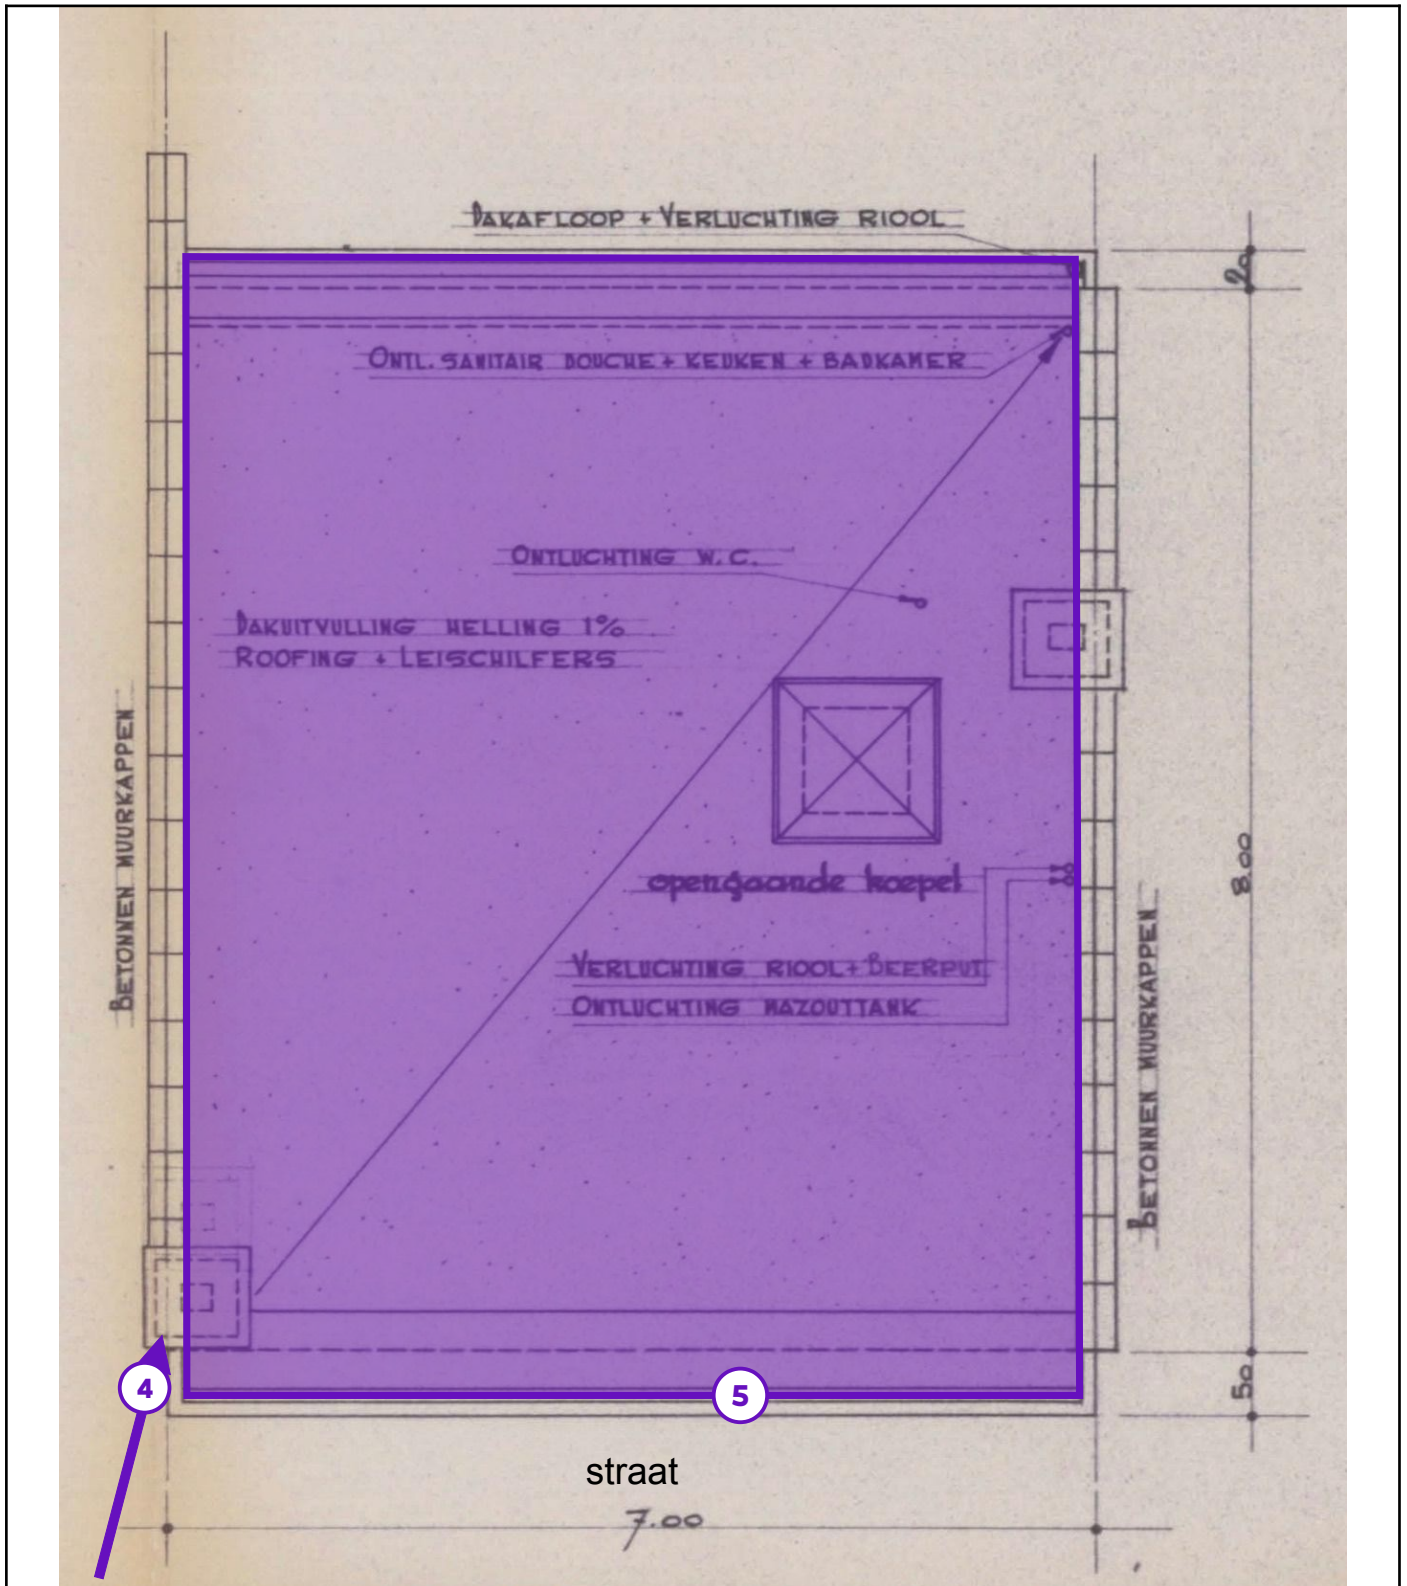 DAKAFLOOP + VERLUCHTING RIOOL
20
ONTL. SANITAIR DOUCHE + KEUKEN + BADKAMER
ONTLUCHTING W.C.
DAKUITVULLING HELLING 1%
ROOFING + LEISCHILFERS
BETONNEN MUURKAPPEN
opengaande koepel
8.00
VERLUCHTING RIOOL + BEERPUT
ONTLUCHTING MAZOUTTANK
BETONNEN MUURKAPPEN
4
5
50
straat
7.00